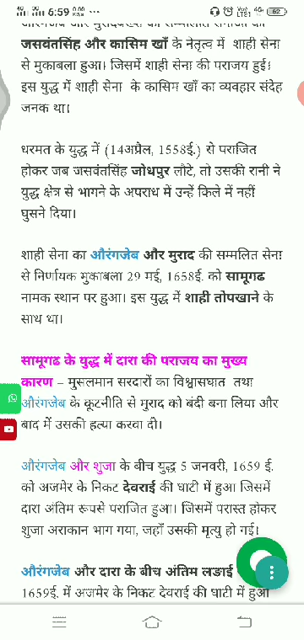 6:59
जसवंतसिंह और कासिम खाँ के नेतृत्व में शाही सेना
से मुकाबला हुआ। जिसमें शाही सेना की पराजय हुई।
इस युद्ध में शाही सेना के कासिम खाँ का व्यवहार संदेह
जनक था।
धरमत के युद्ध में (14अप्रेल, 1558ई.) से पराजित
होकर जब जसवंतसिंह जोधपुर लौटे, तो उसकी रानी ने
युद्ध क्षेत्र से भागने के अपराध में उन्हें किले में नहीं
घुसने दिया।
शाही सेना का औरंगजेब और मुराद की सम्मलित सेना
से निर्णायक मुकाबला 29 मई, 1658ई. को सामूगढ
नामक स्थान पर हुआ। इस युद्ध में शाही तोपखाने के
साथ था।
सामूगढ के युद्ध में दारा की पराजय का मुख्य
कारण – मुसलमान सरदारों का विश्वासघात तथा
औरंगजेब के कूटनीति से मुराद को बंदी बना लिया और
बाद में उसकी हत्या करवा दी।
औरंगजेब और शुजा के बीच युद्ध 5 जनवरी, 1659 ई.
को अजमेर के निकट देवराई की घाटी में हुआ जिसमें
दारा अंतिम रूपसे पराजित हुआ। जिसमें परास्त होकर
शुजा अराकान भाग गया, जहाँ उसकी मृत्यु हो गई।
औरंगजेब और दारा के बीच अंतिम लडाई
1659ई. में अजमेर के निकट देवराई की घाटी में हुआ